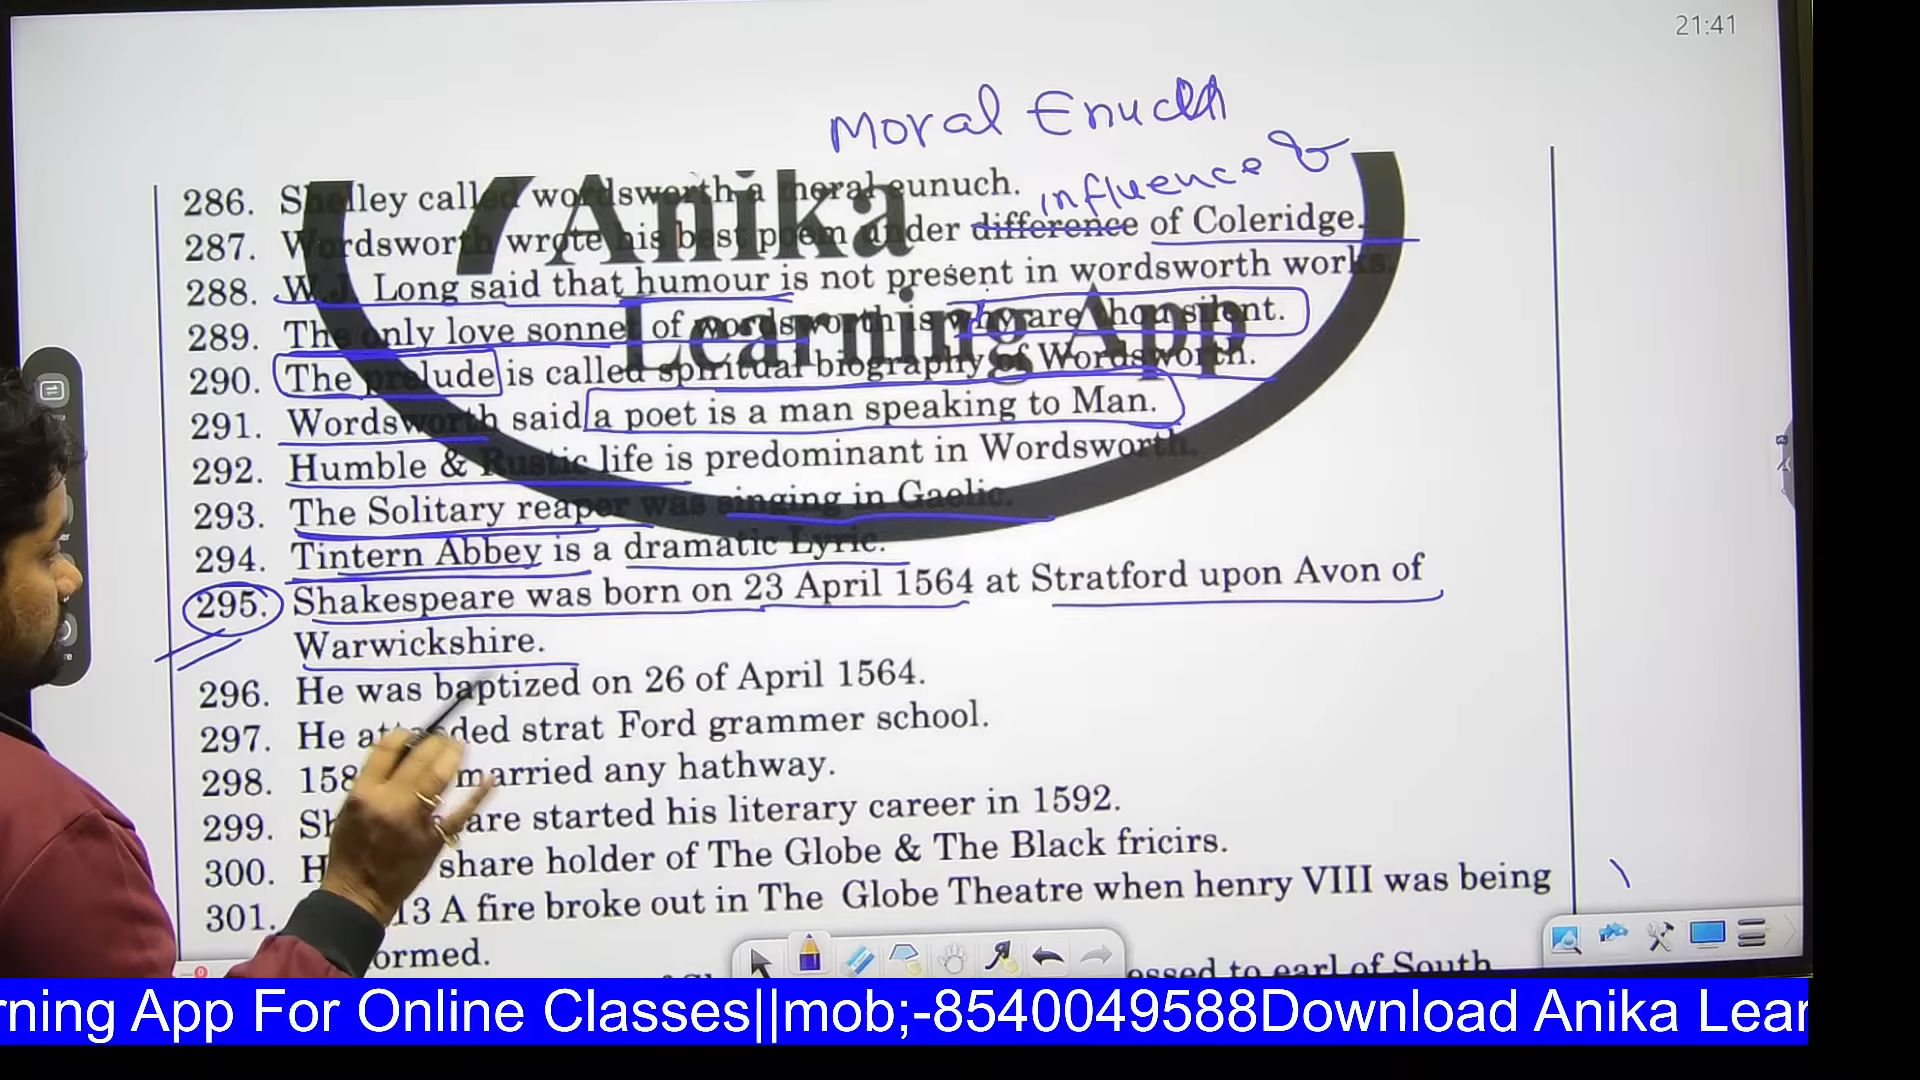 21:41
Moral Enuch
286. Shelley called wordsworth a moral eunuch.
influence
287. Wordsworth wrote his best poem under difference of Coleridge.
288. W.J. Long said that humour is not present in wordsworth works.
289. The only love sonnet of wordsworth is why are thou silent.
290. The prelude is called spiritual biography of Wordsworth.
291. Wordsworth said a poet is a man speaking to Man.
292. Humble & Rustic life is predominant in Wordsworth.
293. The Solitary reaper was singing in Gaelic.
294. Tintern Abbey is a dramatic Lyric.
295. Shakespeare was born on 23 April 1564 at Stratford upon Avon of
Warwickshire.
296. He was baptized on 26 of April 1564.
297. He attended strat Ford grammer school.
298. 158 married any hathway.
299. Sh are started his literary career in 1592.
300. H share holder of The Globe & The Black fricirs.
301. 13 A fire broke out in The Globe Theatre when henry VIII was being
ormed.
essed to earl of South
Anika
Learning App
rning App For Online Classes||mob;-8540049588Download Anika Lear